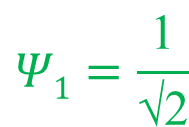 Ψ₁ = 1/√2